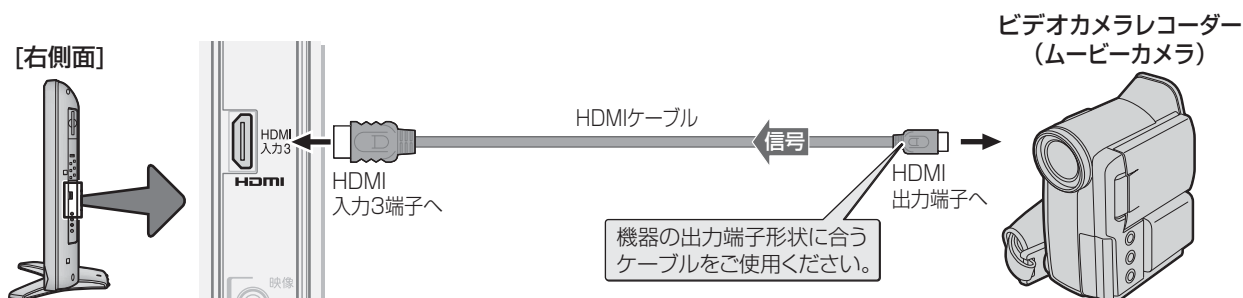 ビデオカメラレコーダー
（ムービーカメラ）
[右側面]
HDMI
入力3
HDMI
HDMIケーブル
信号
HDMI
入力3端子へ
HDMI
出力端子へ
機器の出力端子形状に合う
ケーブルをご使用ください。
映像